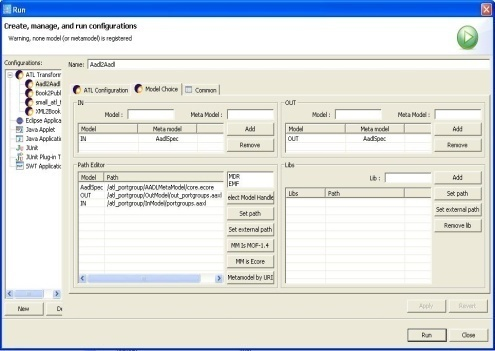 Run
Create, manage, and run configurations
Warning, none model (or metamodel) is registered
Configurations:
ATL Transform
Aadl2Aadl
Book2Publ
small_atl_t
XML2Book
Eclipse Applica
Java Applet
Java Applicati
JUnit
JUnit Plug-in T
SWT Applicatio
New
De
Name: Aadl2Aadl
ATL Configuration Model Choice Common
IN
Model : Meta Model :
Model Meta model Add
IN AadlSpec Remove
OUT
Model : Meta Model :
Model Meta model Add
OUT AadlSpec Remove
Path Editor
Model Path
AadlSpec /atl_portgroup/AADLMetaModel/core.ecore
OUT /atl_portgroup/OutModel/out_portgroups.aaxl
IN /atl_portgroup/InModel/portgroups.aaxl
MDR
EMF
elect Model Handle
Set path
Set external path
MM Is MOF-1.4
MM is Ecore
Metamodel by URI
Libs
Lib : Add
Libs Path Set path
Set external path
Remove lib
Apply Revert
Run Close